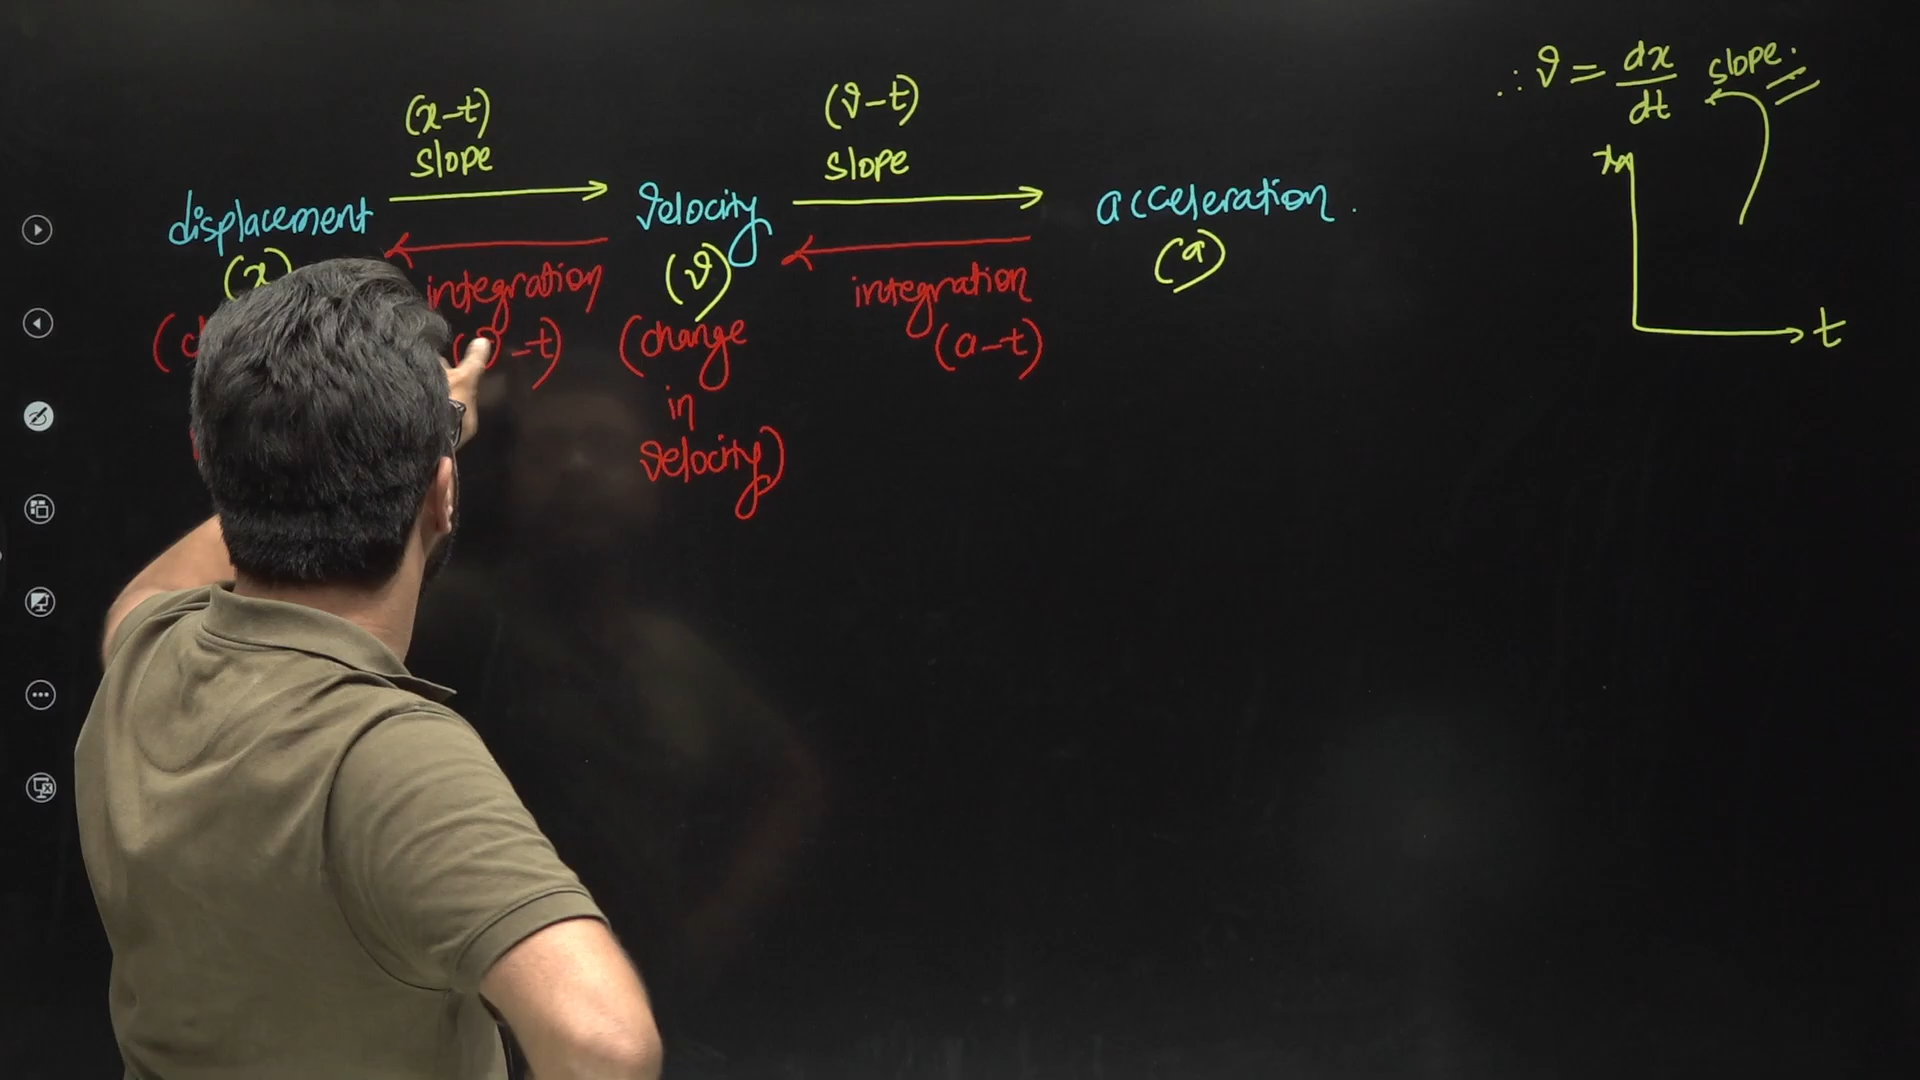 ∴ v = dx/dt slope.
(x-t)
slope
(v-t)
slope
displacement
velocity
acceleration.
(x)
(v)
(a)
integration
(v-t)
integration
(a-t)
(change
in
velocity)
x
t